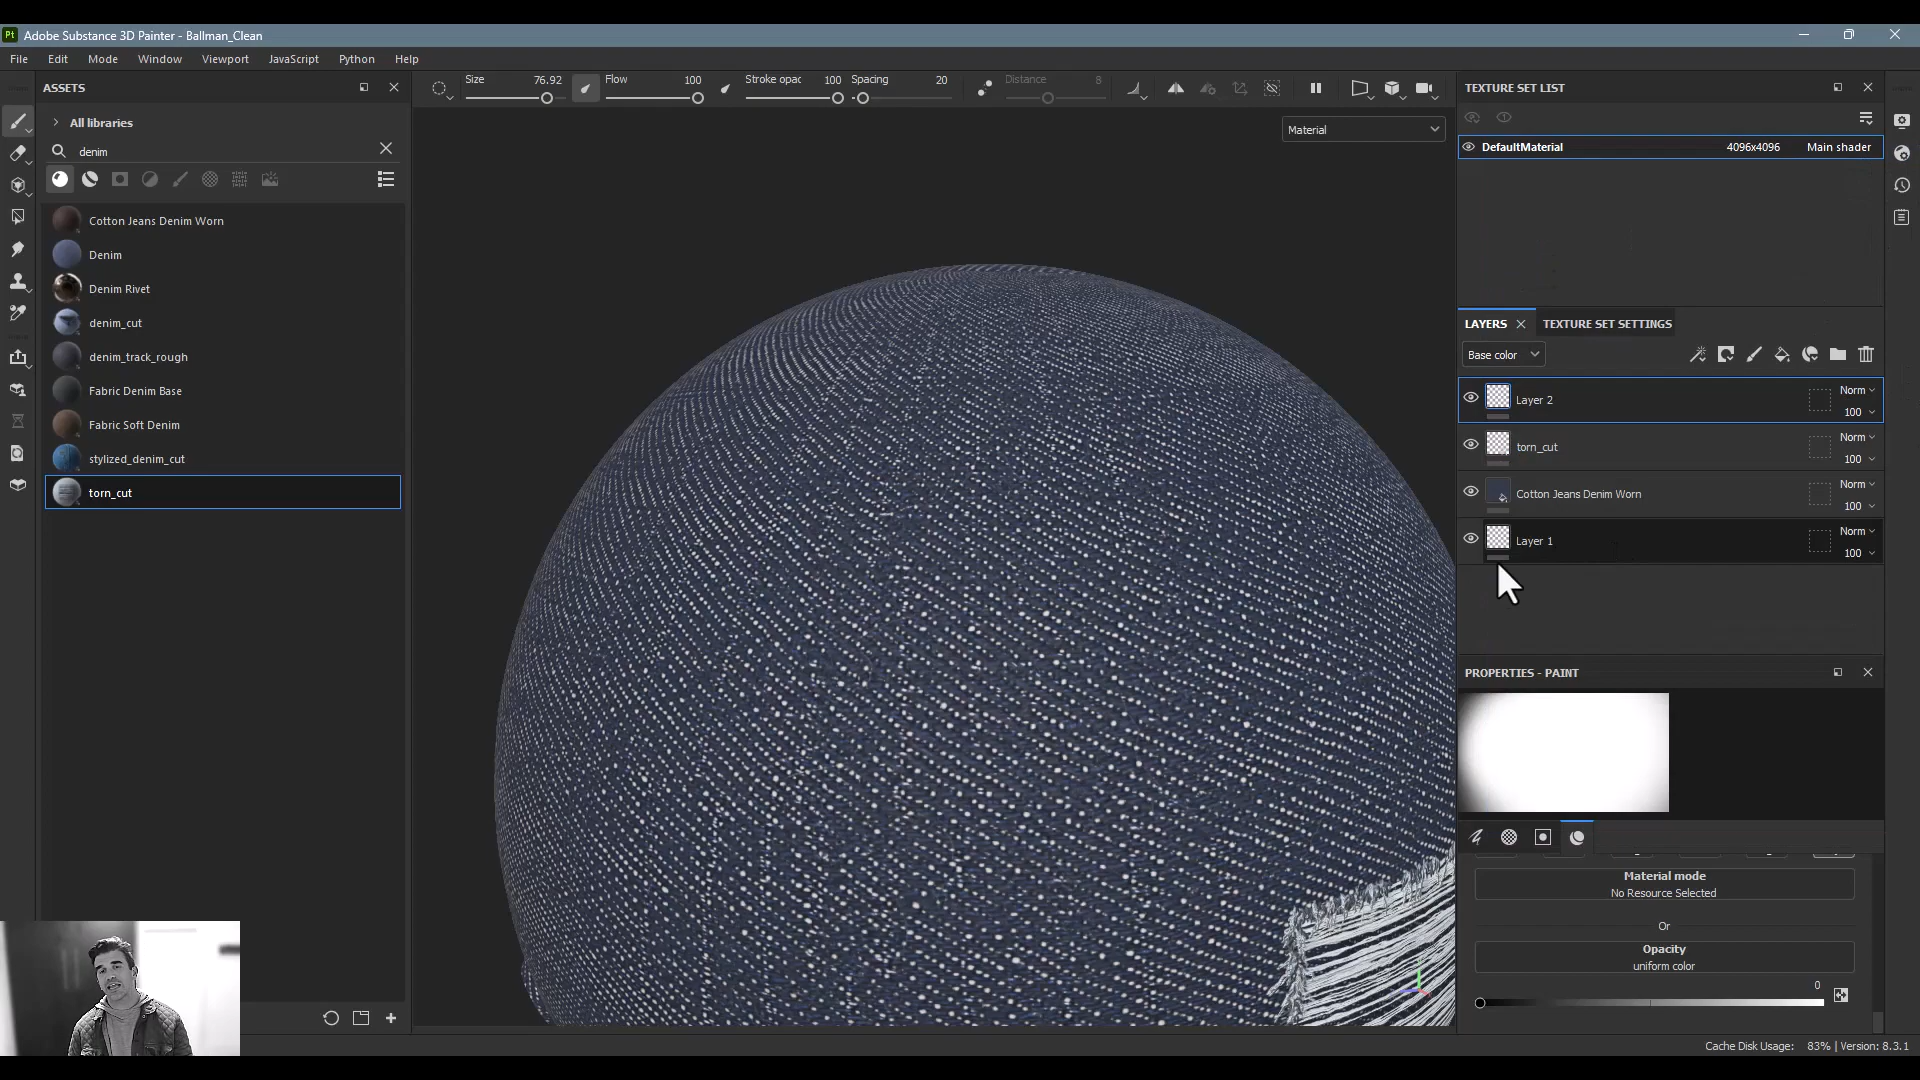 Pt Adobe Substance 3D Painter - Ballman_Clean
File Edit Mode Window Viewport JavaScript Python Help
ASSETS
All libraries
denim
Cotton Jeans Denim Worn
Denim
Denim Rivet
denim_cut
denim_track_rough
Fabric Denim Base
Fabric Soft Denim
stylized_denim_cut
torn_cut
Size 76.92 Flow 100 Stroke opac 100 Spacing 20 Distance 8
Material
TEXTURE SET LIST
DefaultMaterial 4096x4096 Main shader
LAYERS TEXTURE SET SETTINGS
Base color
Layer 2 Norm 100
torn_cut Norm 100
Cotton Jeans Denim Worn Norm 100
Layer 1 Norm 100
PROPERTIES - PAINT
Material mode
No Resource Selected
Or
Opacity
uniform color
0
Cache Disk Usage: 83% | Version: 8.3.1